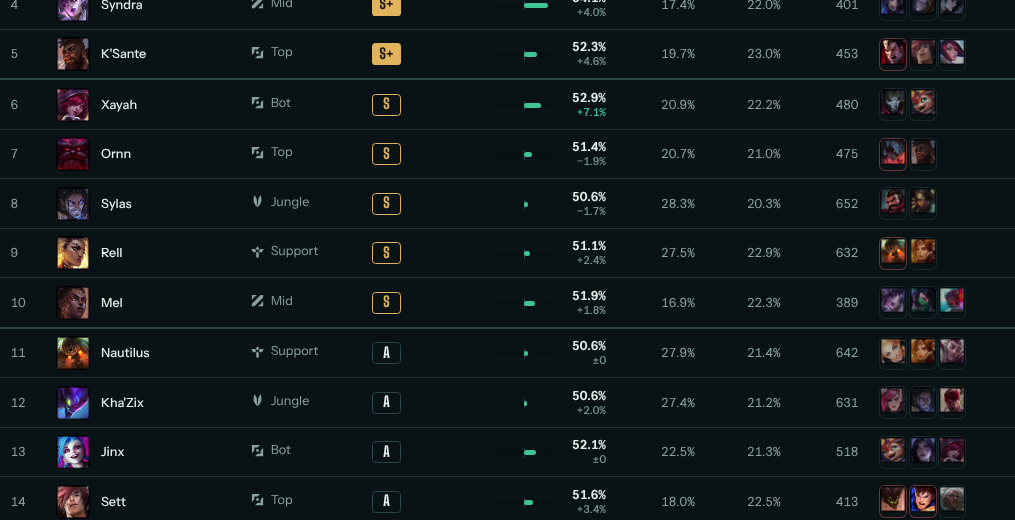 4 Syndra Mid S+ 54.1% 17.4% 22.0% 401
+4.0%
5 K'Sante Top S+ 52.3% 19.7% 23.0% 453
+4.6%
6 Xayah Bot S 52.9% 20.9% 22.2% 480
+7.1%
7 Ornn Top S 51.4% 20.7% 21.0% 475
−1.9%
8 Sylas Jungle S 50.6% 28.3% 20.3% 652
−1.7%
9 Rell Support S 51.1% 27.5% 22.9% 632
+2.4%
10 Mel Mid S 51.9% 16.9% 22.3% 389
+1.8%
11 Nautilus Support A 50.6% 27.9% 21.4% 642
±0
12 Kha'Zix Jungle A 50.6% 27.4% 21.2% 631
+2.0%
13 Jinx Bot A 52.1% 22.5% 21.3% 518
±0
14 Sett Top A 51.6% 18.0% 22.5% 413
+3.4%